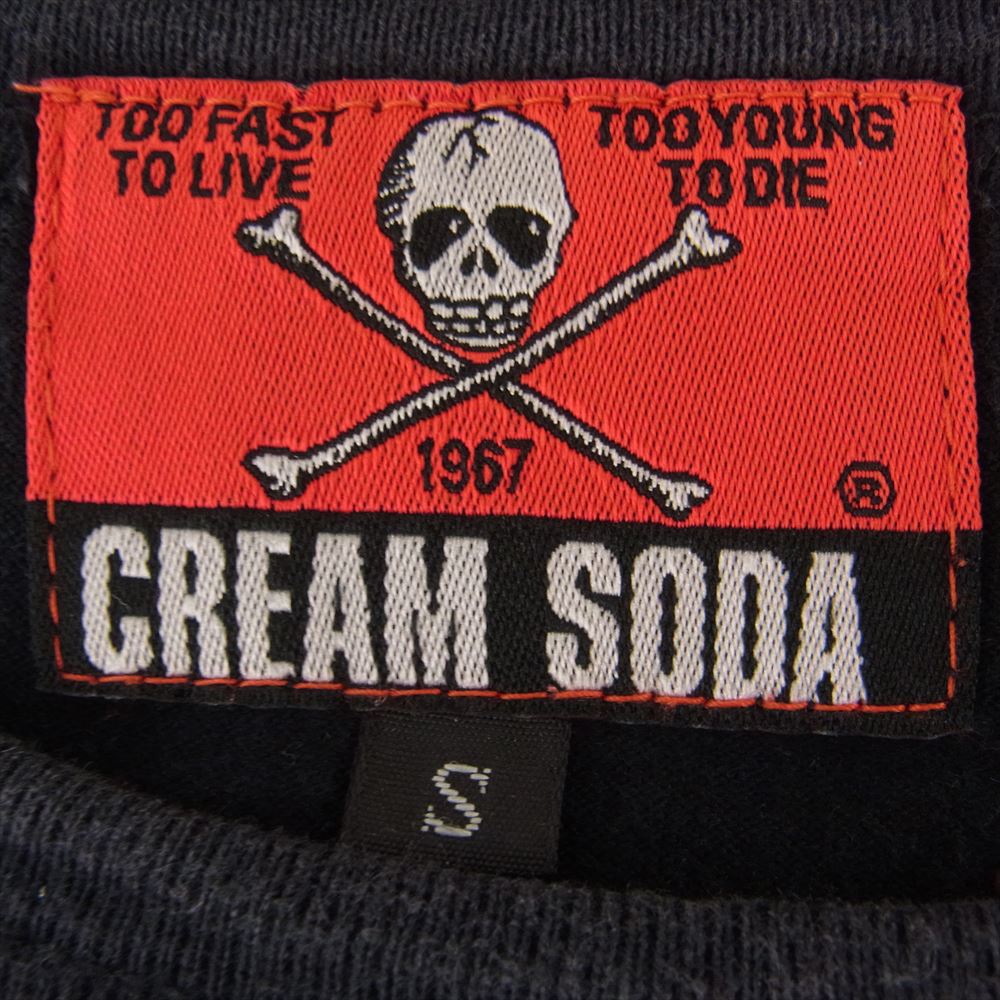 TOO FAST
TO LIVE
TOO YOUNG
TO DIE
1967
®
CREAM SODA
S